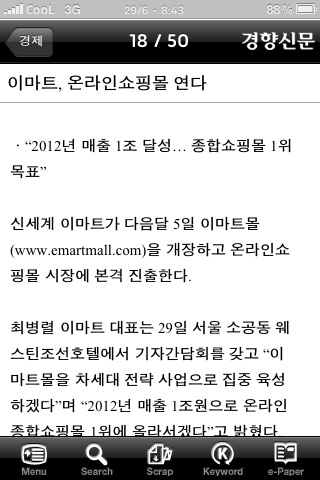 CooL 3G 29/6 - 8:43 88%
경제 18 / 50 경향신문
이마트, 온라인쇼핑몰 연다
· “2012년 매출 1조 달성… 종합쇼핑몰 1위
목표”
신세계 이마트가 다음달 5일 이마트몰
(www.emartmall.com)을 개장하고 온라인쇼
핑몰 시장에 본격 진출한다.
최병렬 이마트 대표는 29일 서울 소공동 웨
스틴조선호텔에서 기자간담회를 갖고 “이
마트몰을 차세대 전략 사업으로 집중 육성
하겠다”며 “2012년 매출 1조원으로 온라인
종합쇼핑몰 1위에 올라서겠다”고 밝혔다
Menu Search Scrap Keyword e-Paper